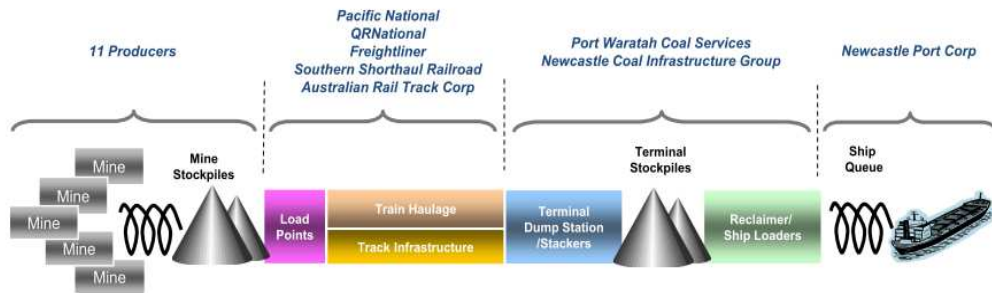 11 Producers
Pacific National
QRNational
Freightliner
Southern Shorthaul Railroad
Australian Rail Track Corp
Port Waratah Coal Services
Newcastle Coal Infrastructure Group
Newcastle Port Corp
Mine
Mine
Mine
Mine
Mine
Mine
Stockpiles
Load
Points
Train Haulage
Track Infrastructure
Terminal
Dump Station
/Stackers
Terminal
Stockpiles
Reclaimer/
Ship Loaders
Ship
Queue